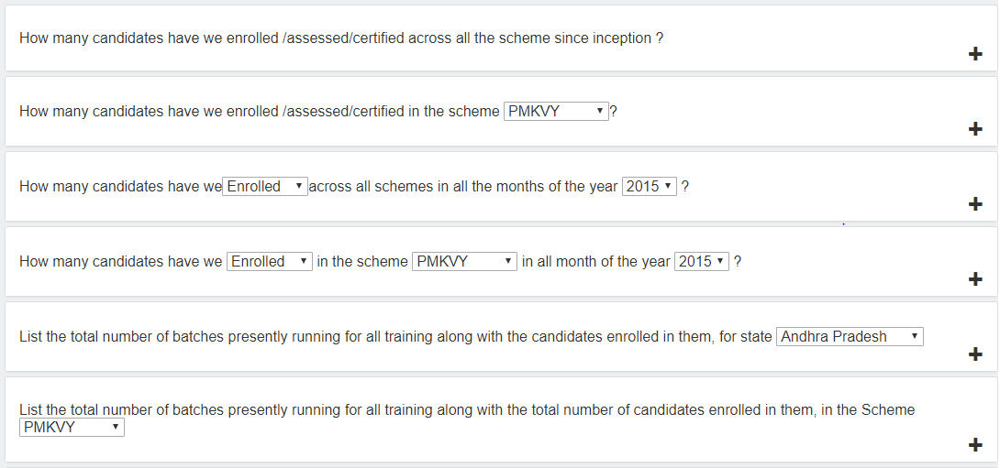 How many candidates have we enrolled /assessed/certified across all the scheme since inception ?
How many candidates have we enrolled /assessed/certified in the scheme PMKVY ?
How many candidates have we Enrolled across all schemes in all the months of the year 2015 ?
How many candidates have we Enrolled in the scheme PMKVY in all month of the year 2015 ?
List the total number of batches presently running for all training along with the candidates enrolled in them, for state Andhra Pradesh
List the total number of batches presently running for all training along with the total number of candidates enrolled in them, in the Scheme
PMKVY